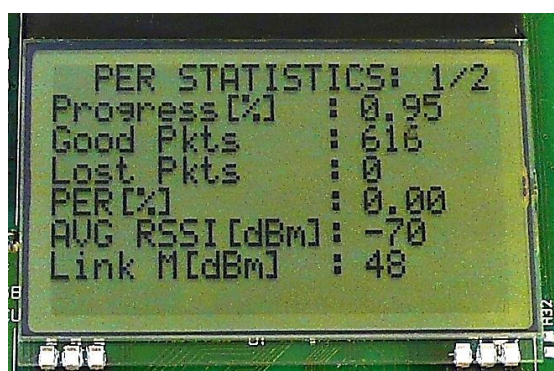 PER STATISTICS: 1/2
Progress[%] : 0.95
Good Pkts : 616
Lost Pkts : 0
PER[%] : 0.00
AVG RSSI[dBm]: -70
Link M[dBm] : 48
R32